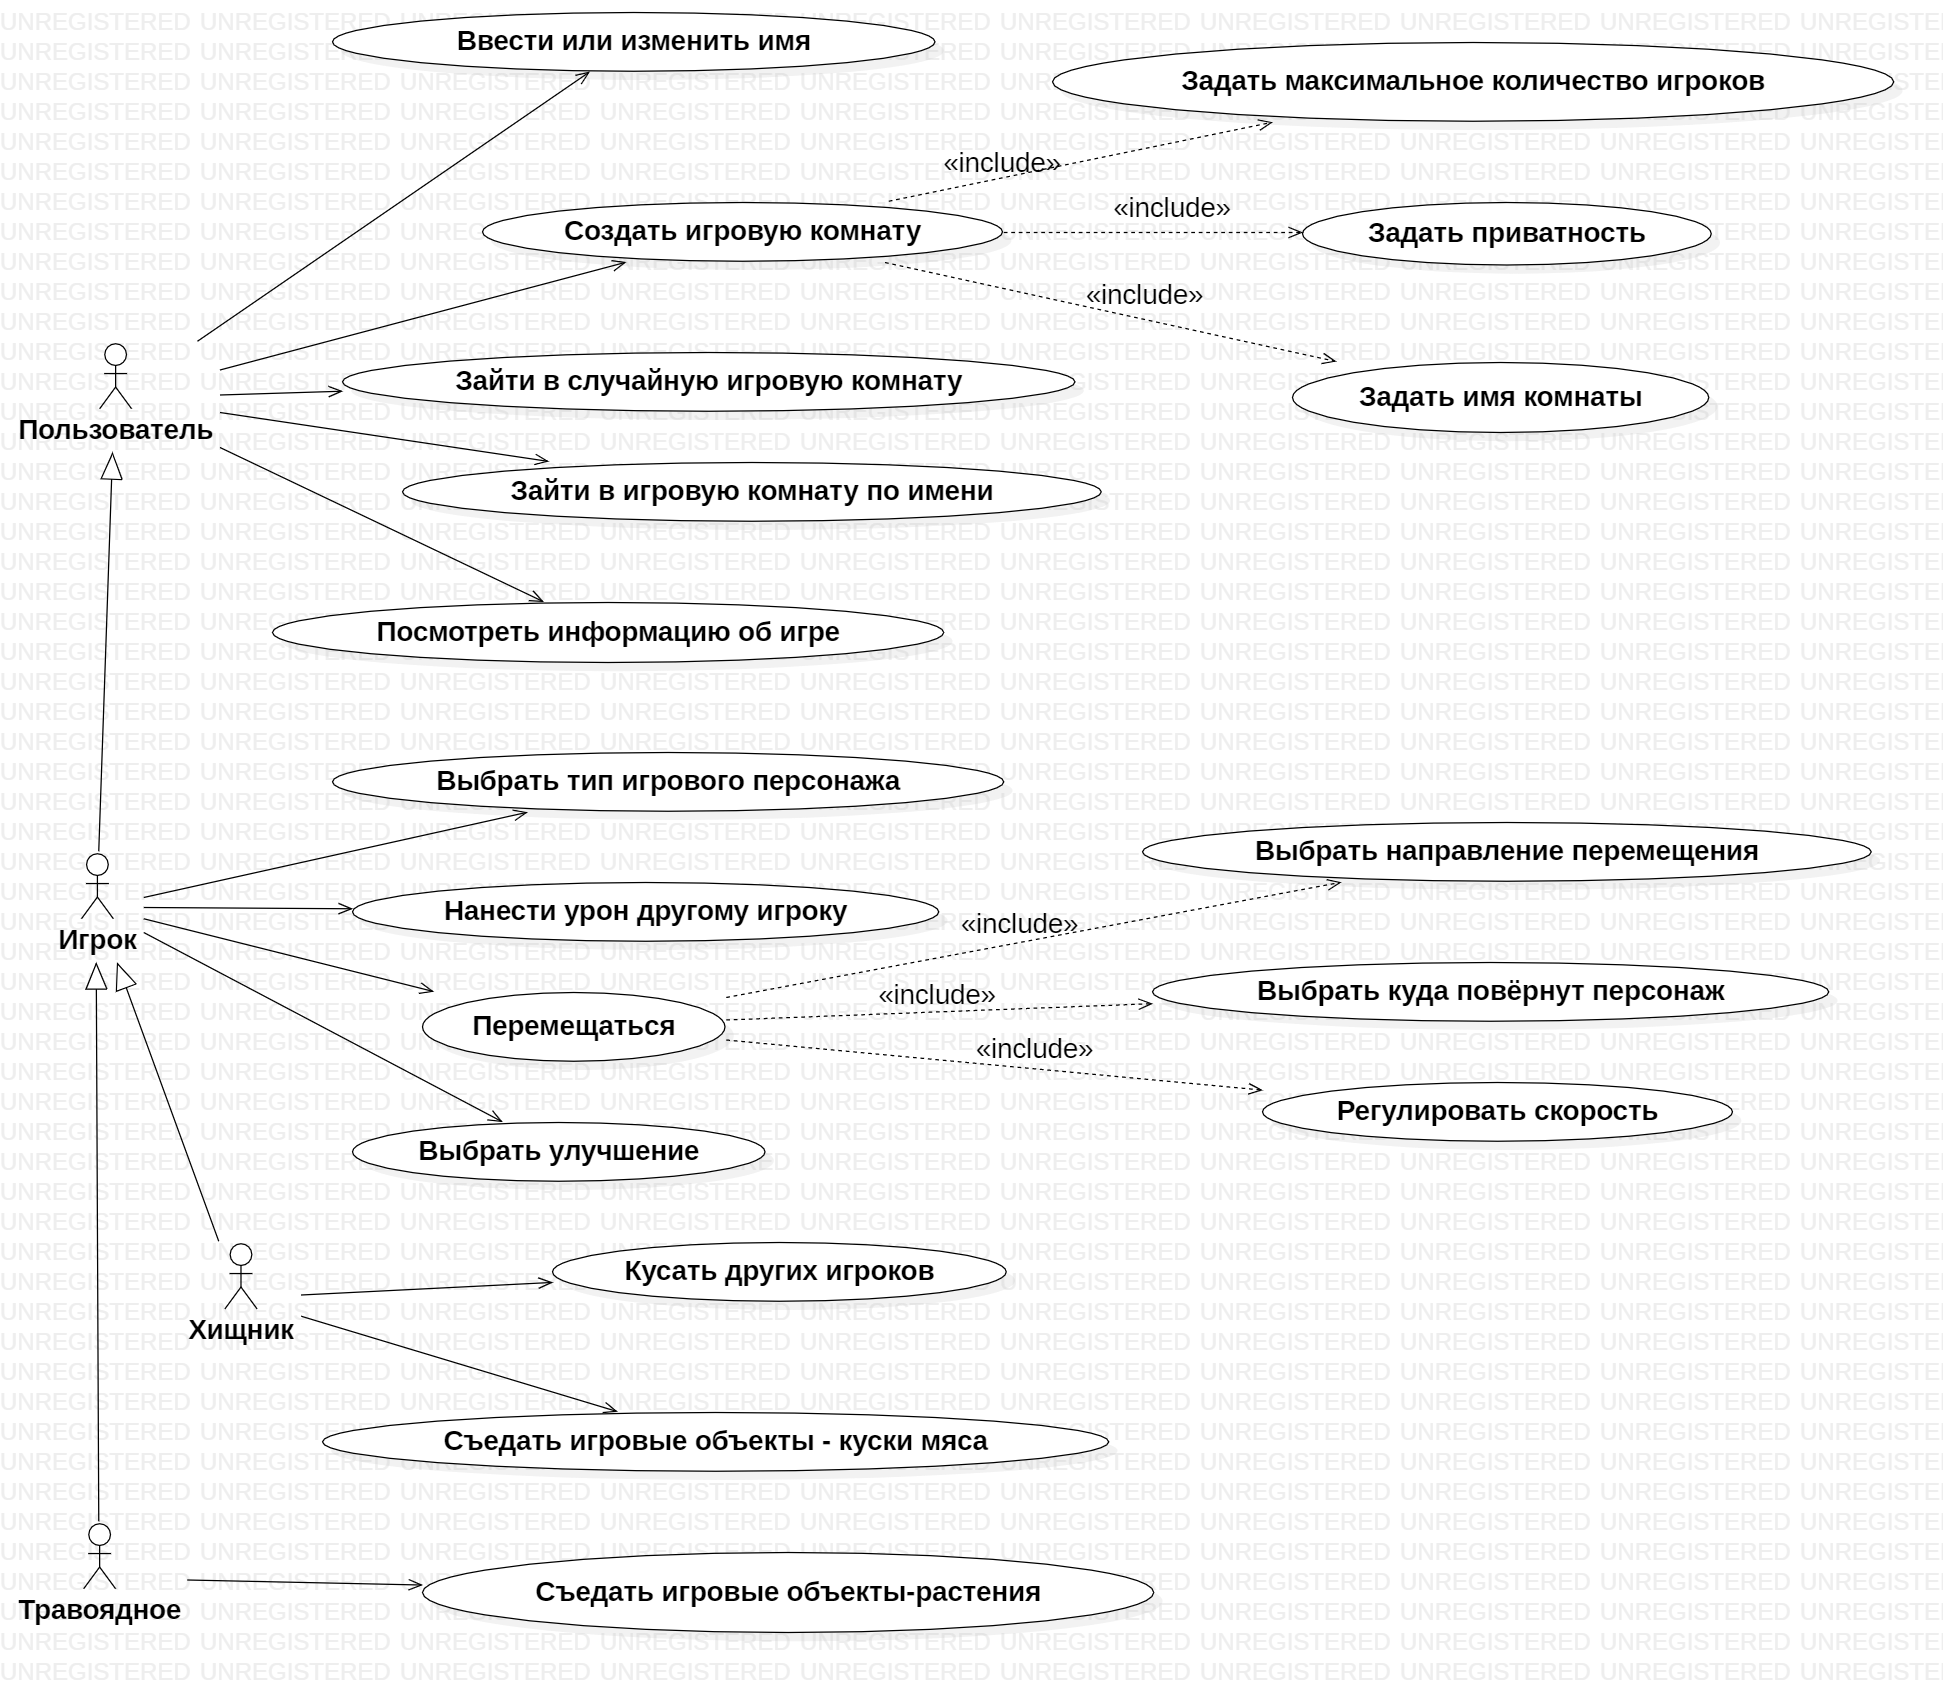 Ввести или изменить имя
Задать максимальное количество игроков
«include»
Создать игровую комнату
«include»
Задать приватность
«include»
Зайти в случайную игровую комнату
Задать имя комнаты
Пользователь
Зайти в игровую комнату по имени
Посмотреть информацию об игре
Выбрать тип игрового персонажа
Выбрать направление перемещения
Нанести урон другому игроку
«include»
Игрок
Выбрать куда повёрнут персонаж
«include»
Перемещаться
«include»
Регулировать скорость
Выбрать улучшение
Кусать других игроков
Хищник
Съедать игровые объекты - куски мяса
Съедать игровые объекты-растения
Травоядное
UNREGISTERED